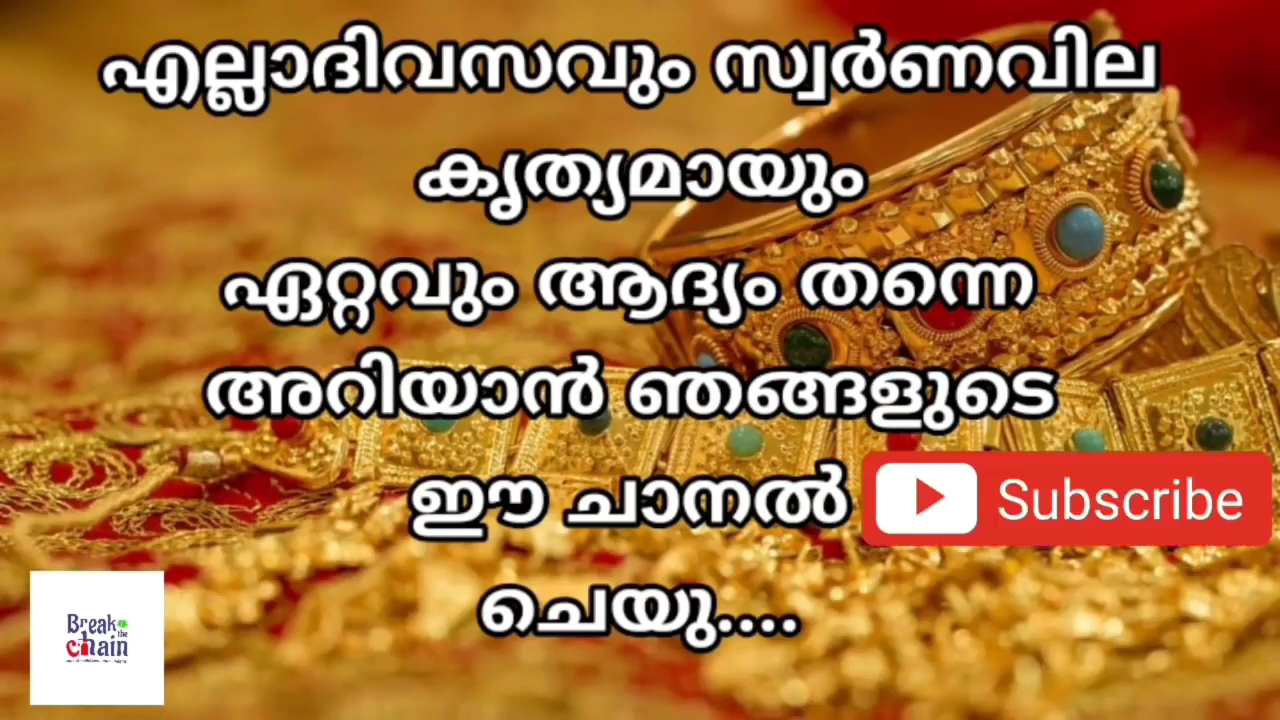 എല്ലാദിവസവും സ്വർണവില
കൃത്യമായും
ഏറ്റവും ആദ്യം തന്നെ
അറിയാൻ ഞങ്ങളുടെ
ഈ ചാനൽ Subscribe
ചെയു....
Break
the
chain